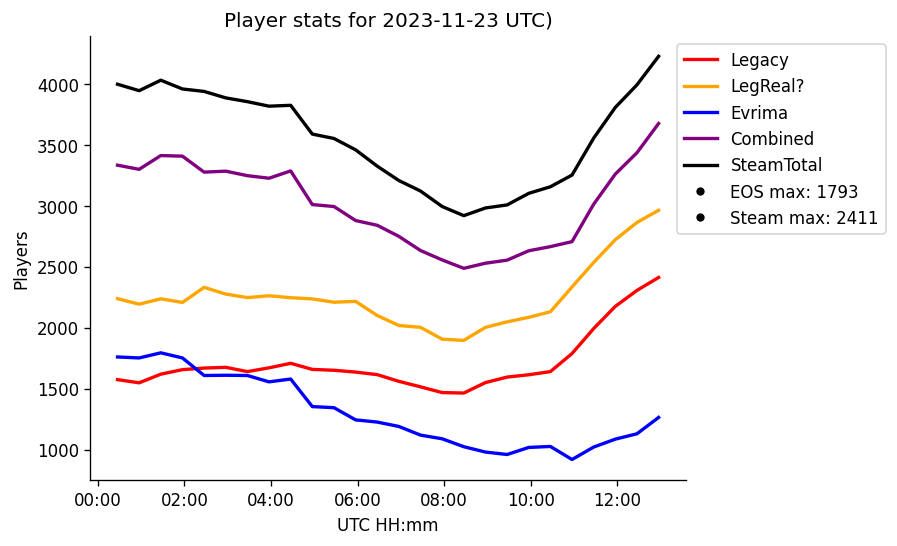 Player stats for 2023-11-23 UTC)
Legacy
LegReal?
Evrima
Combined
SteamTotal
EOS max: 1793
Steam max: 2411
Players
4000
3500
3000
2500
2000
1500
1000
00:00 02:00 04:00 06:00 08:00 10:00 12:00
UTC HH:mm